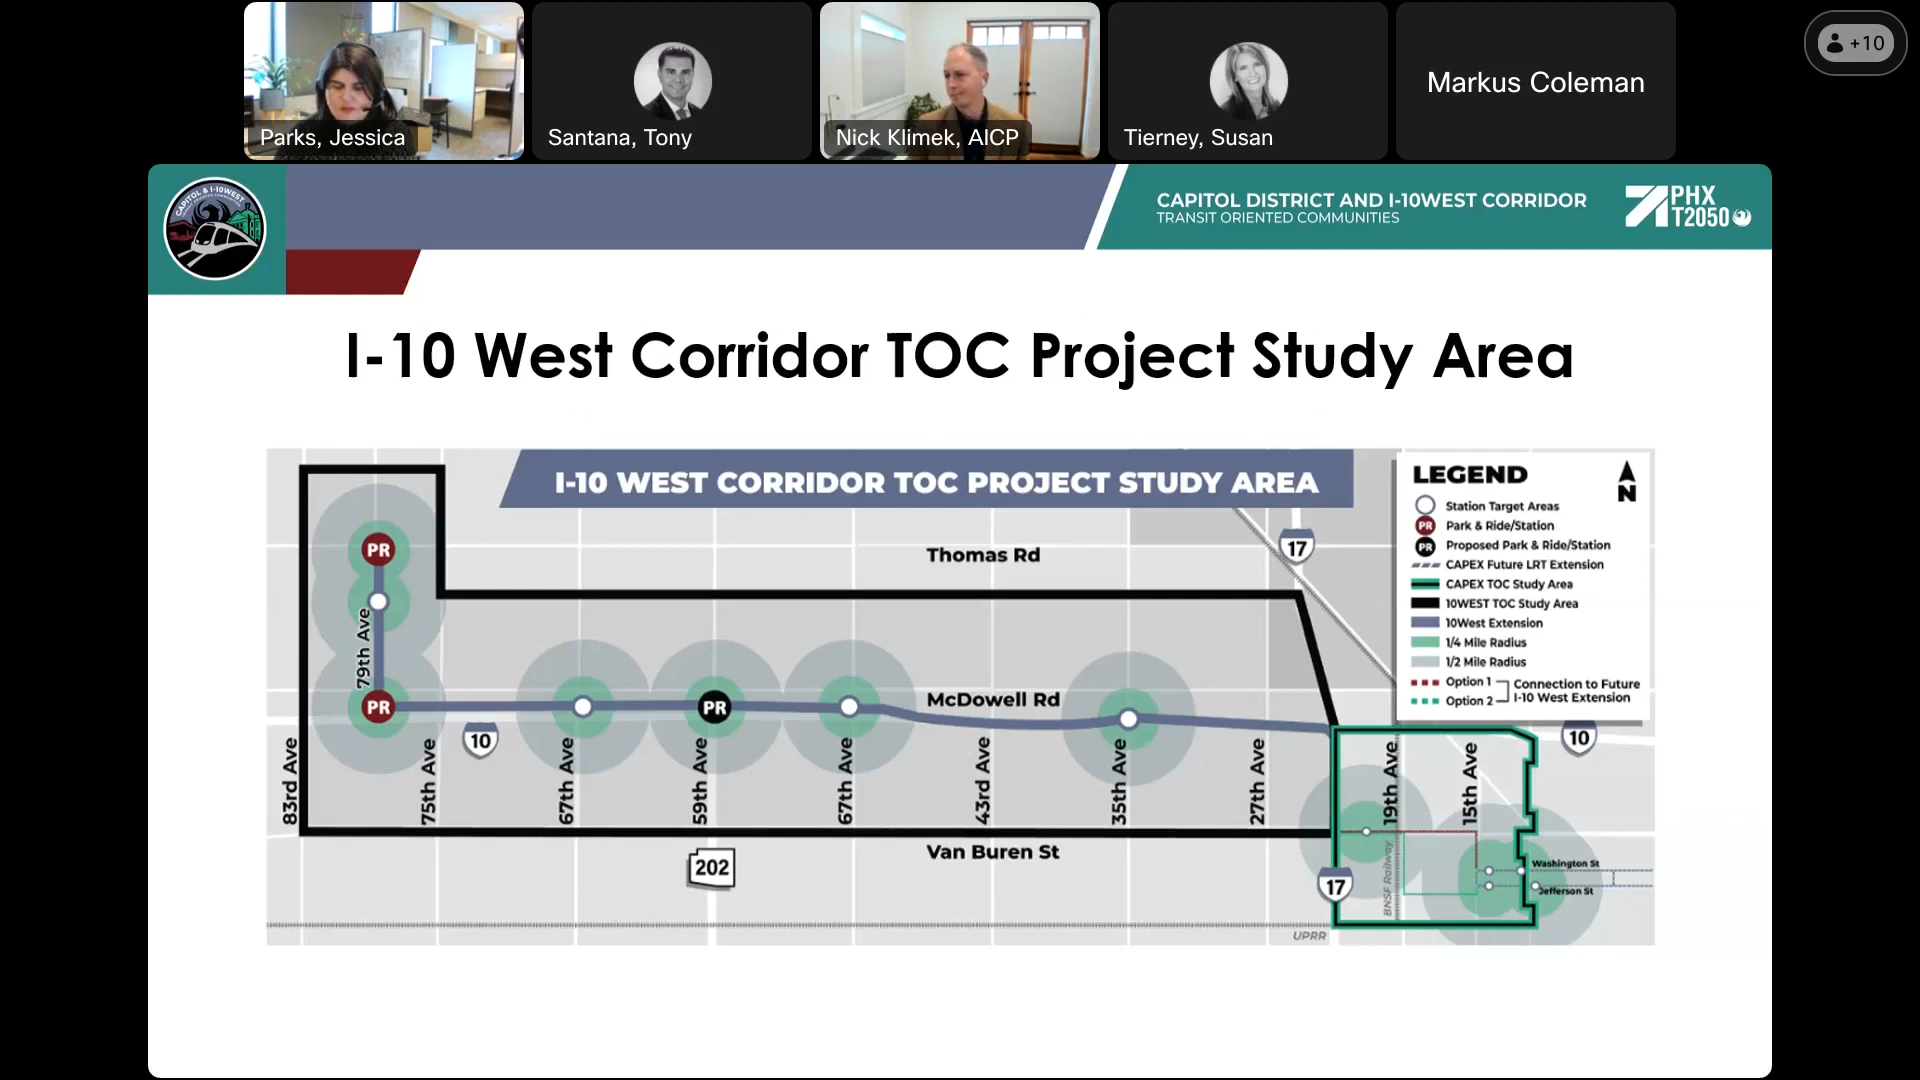 Parks, Jessica
Santana, Tony
Nick Klimek, AICP
Tierney, Susan
Markus Coleman
+10
CAPITOL & I-10WEST
CAPITOL DISTRICT AND I-10WEST CORRIDOR
TRANSIT ORIENTED COMMUNITIES
PHX
T2050
I-10 West Corridor TOC Project Study Area
I-10 WEST CORRIDOR TOC PROJECT STUDY AREA
LEGEND
N
Station Target Areas
PR Park & Ride/Station
PR Proposed Park & Ride/Station
CAPEX Future LRT Extension
CAPEX TOC Study Area
10WEST TOC Study Area
10West Extension
1/4 Mile Radius
1/2 Mile Radius
Option 1
Option 2
Connection to Future
I-10 West Extension
Thomas Rd
17
PR
79th Ave
PR
PR
McDowell Rd
10
10
83rd Ave
75th Ave
67th Ave
59th Ave
67th Ave
43rd Ave
35th Ave
27th Ave
19th Ave
15th Ave
Van Buren St
202
17
BNSF Railway
Washington St
Jefferson St
UPRR